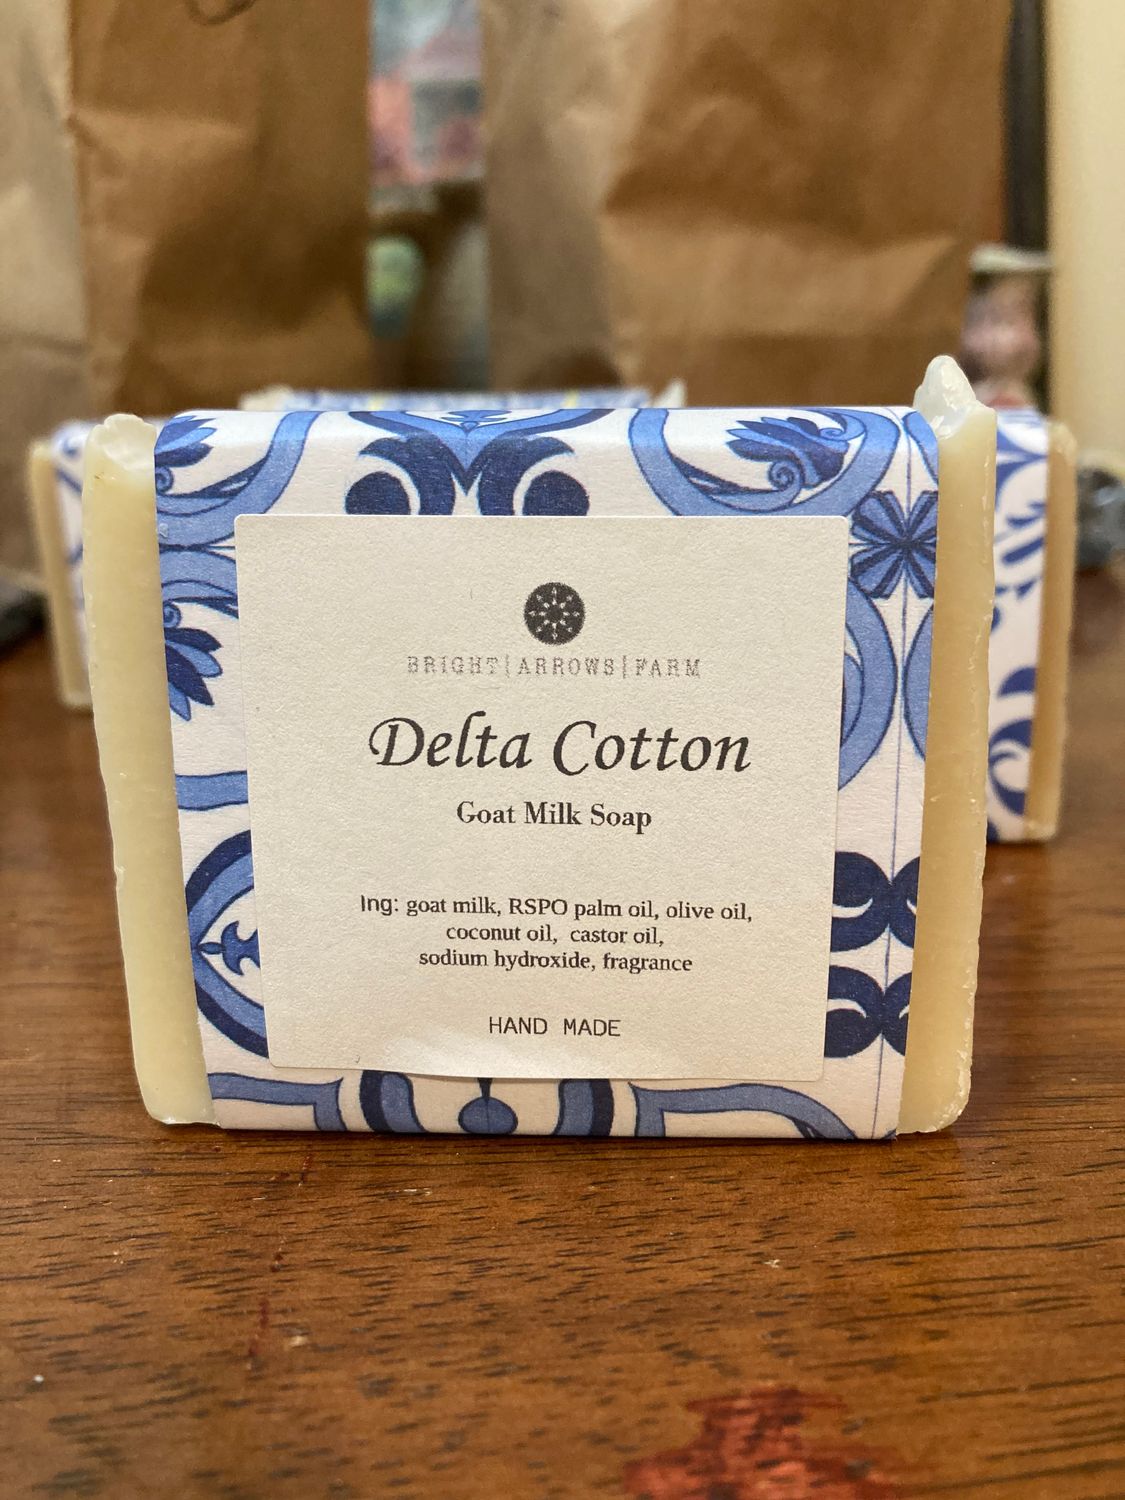 BRIGHT|ARROWS|FARM
Delta Cotton
Goat Milk Soap
Ing: goat milk, RSPO palm oil, olive oil,
coconut oil, castor oil,
sodium hydroxide, fragrance
HAND MADE